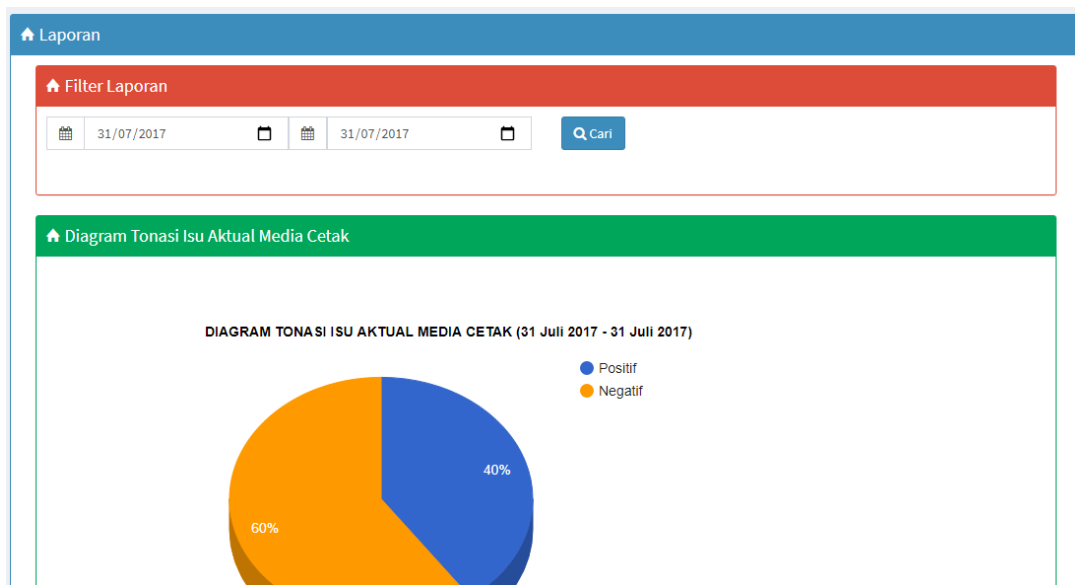 Laporan
Filter Laporan
31/07/2017 31/07/2017 Cari
Diagram Tonasi Isu Aktual Media Cetak
DIAGRAM TONASI ISU AKTUAL MEDIA CETAK (31 Juli 2017 - 31 Juli 2017)
Positif
Negatif
40%
60%